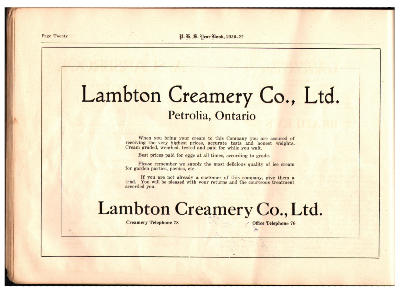 Page Twenty
P. H. S. Year Book, 1926-27
Lambton Creamery Co., Ltd.
Petrolia, Ontario
When you bring your cream to this Company you are assured of
receiving the very highest prices, accurate tests and honest weights.
Cream graded, weighed, tested and paid for while you wait.
Best prices paid for eggs at all times, according to grade.
Please remember we supply the most delicious quality of ice cream
for garden parties, picnics, etc.
If you are not already a customer of this company, give them a
trial. You will be pleased with your returns and the courteous treatment
accorded you.
Lambton Creamery Co., Ltd.
Creamery Telephone 78
Office Telephone 76